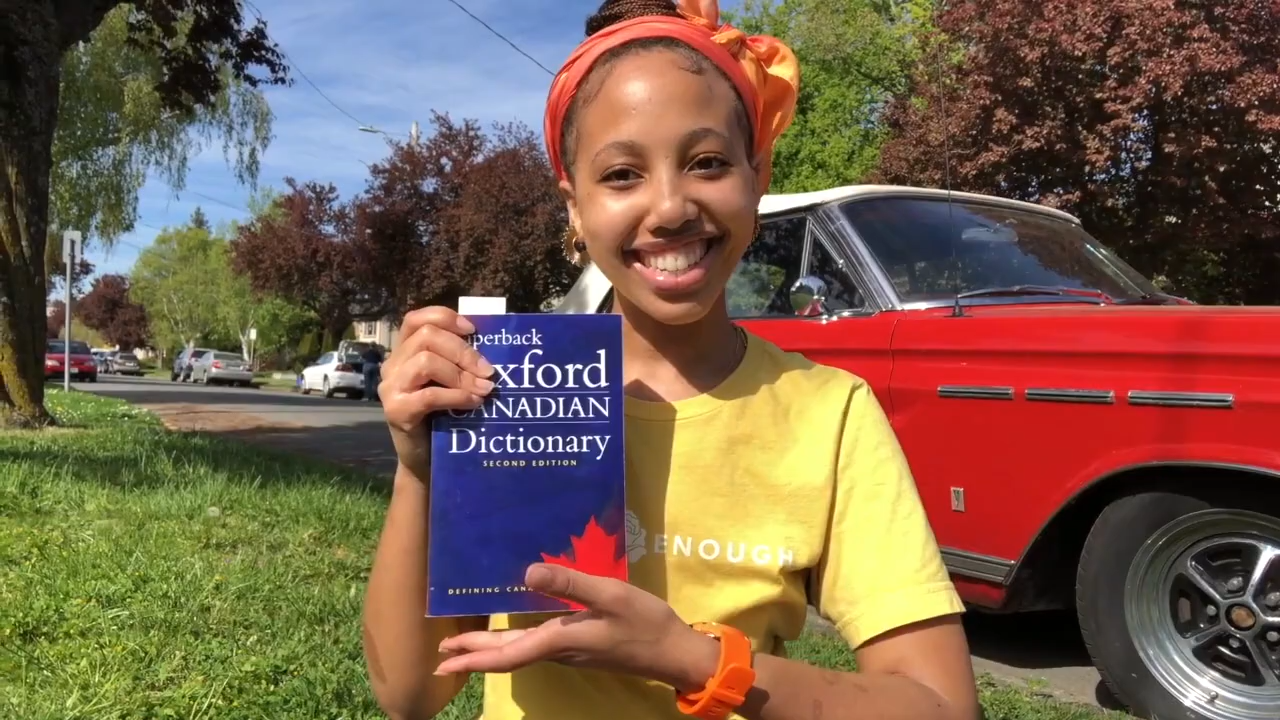 perback
xford
CANADIAN
Dictionary
SECOND EDITION
DEFINING CANA
ENOUGH